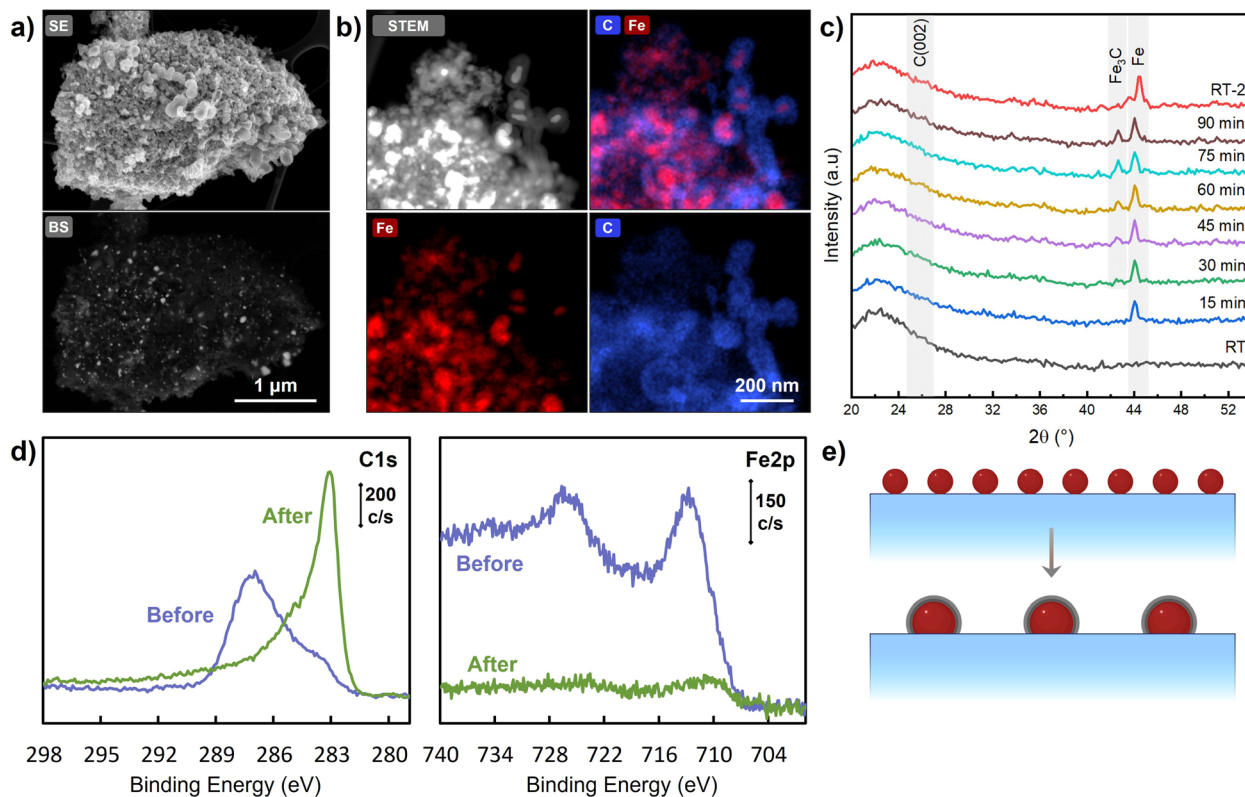 a)
SE
BS
1 μm
b)
STEM
C Fe
Fe
C
200 nm
c)
C(002)
Fe₃C
Fe
RT-2
90 min
75 min
60 min
45 min
30 min
15 min
RT
Intensity (a.u)
20 24 28 32 36 40 44 48 52
2θ (°)
d)
C1s
200
c/s
After
Before
298 295 292 289 286 283 280
Binding Energy (eV)
Fe2p
150
c/s
Before
After
740 734 728 722 716 710 704
Binding Energy (eV)
e)